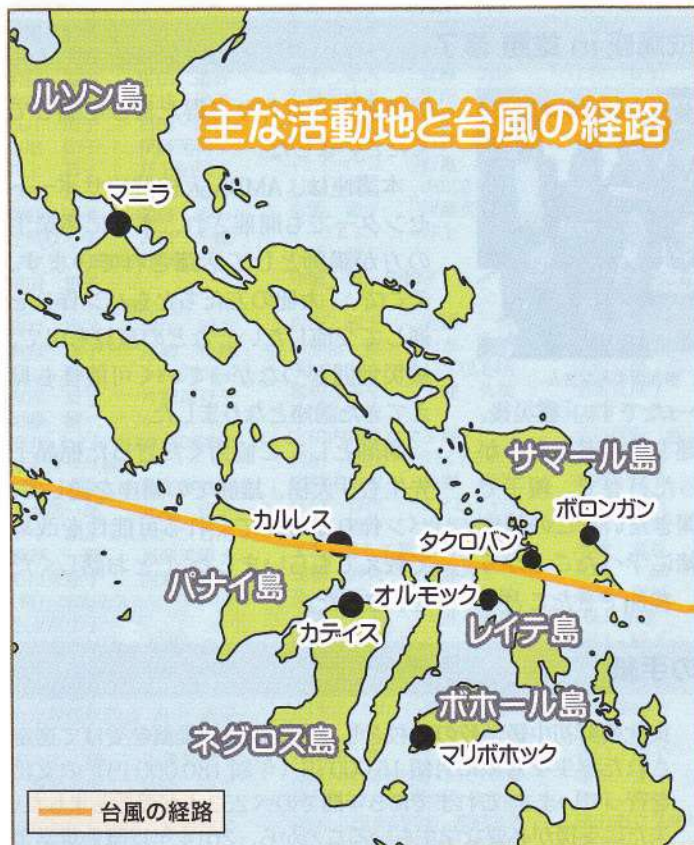 主な活動地と台風の経路
ルソン島
マニラ
サマール島
ボロンガン
カルレス
タクロバン
パナイ島
オルモック
カディス
レイテ島
ボホール島
ネグロス島
マリボホック
台風の経路